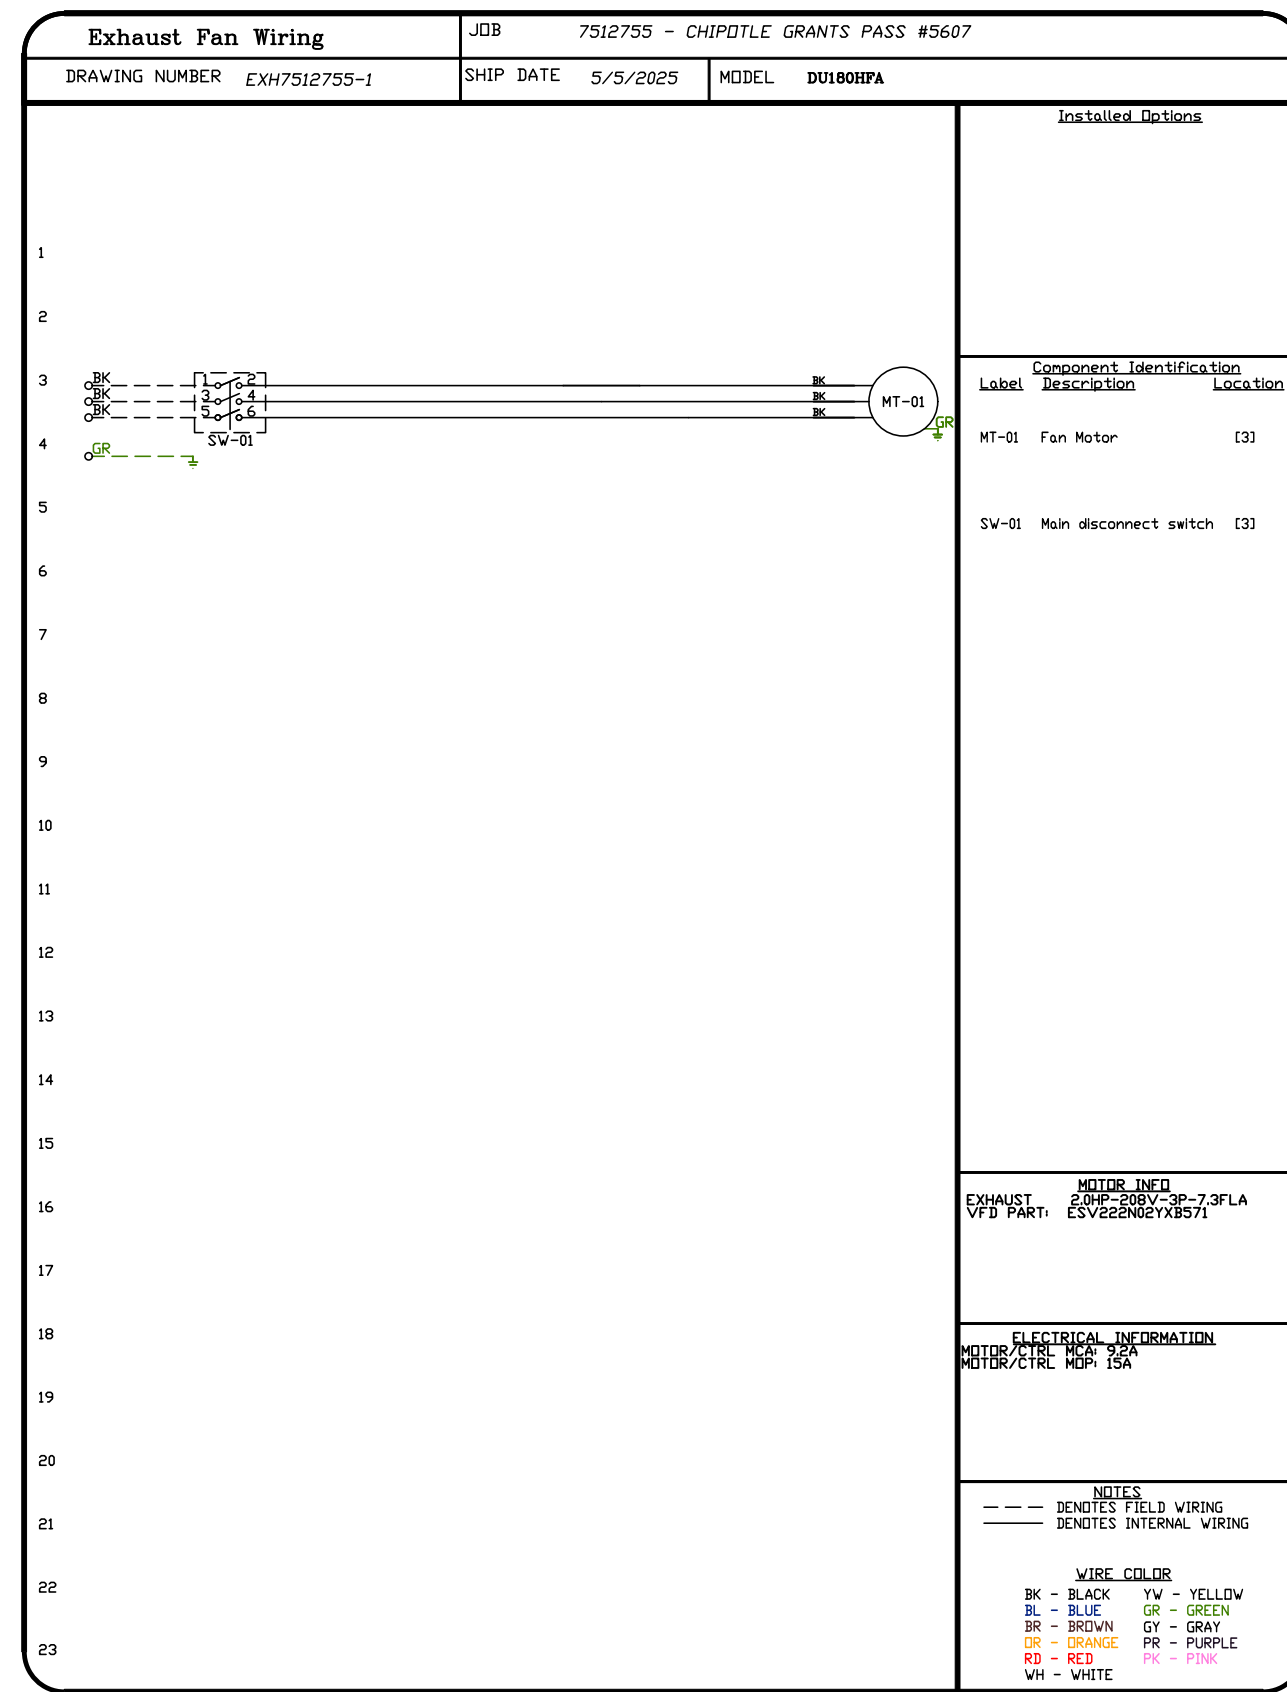 Exhaust Fan Wiring
JOB 7512755 - CHIPOTLE GRANTS PASS #5607
DRAWING NUMBER EXH7512755-1
SHIP DATE 5/5/2025
MODEL DU180HFA
Installed Options
1
2
3
4
5
6
7
8
9
10
11
12
13
14
15
16
17
18
19
20
21
22
23
BK 1 2 BK
BK 3 4 BK
BK 5 6 BK
MT-01
GR
SW-01
GR
Component Identification
Label Description Location
MT-01 Fan Motor [3]
SW-01 Main disconnect switch [3]
MOTOR INFO
EXHAUST 2.0HP-208V-3P-7.3FLA
VFD PART: ESV222N02YXB571
ELECTRICAL INFORMATION
MOTOR/CTRL MCA: 9.2A
MOTOR/CTRL MOP: 15A
NOTES
DENOTES FIELD WIRING
DENOTES INTERNAL WIRING
WIRE COLOR
BK - BLACK YW - YELLOW
BL - BLUE GR - GREEN
BR - BROWN GY - GRAY
OR - ORANGE PR - PURPLE
RD - RED PK - PINK
WH - WHITE